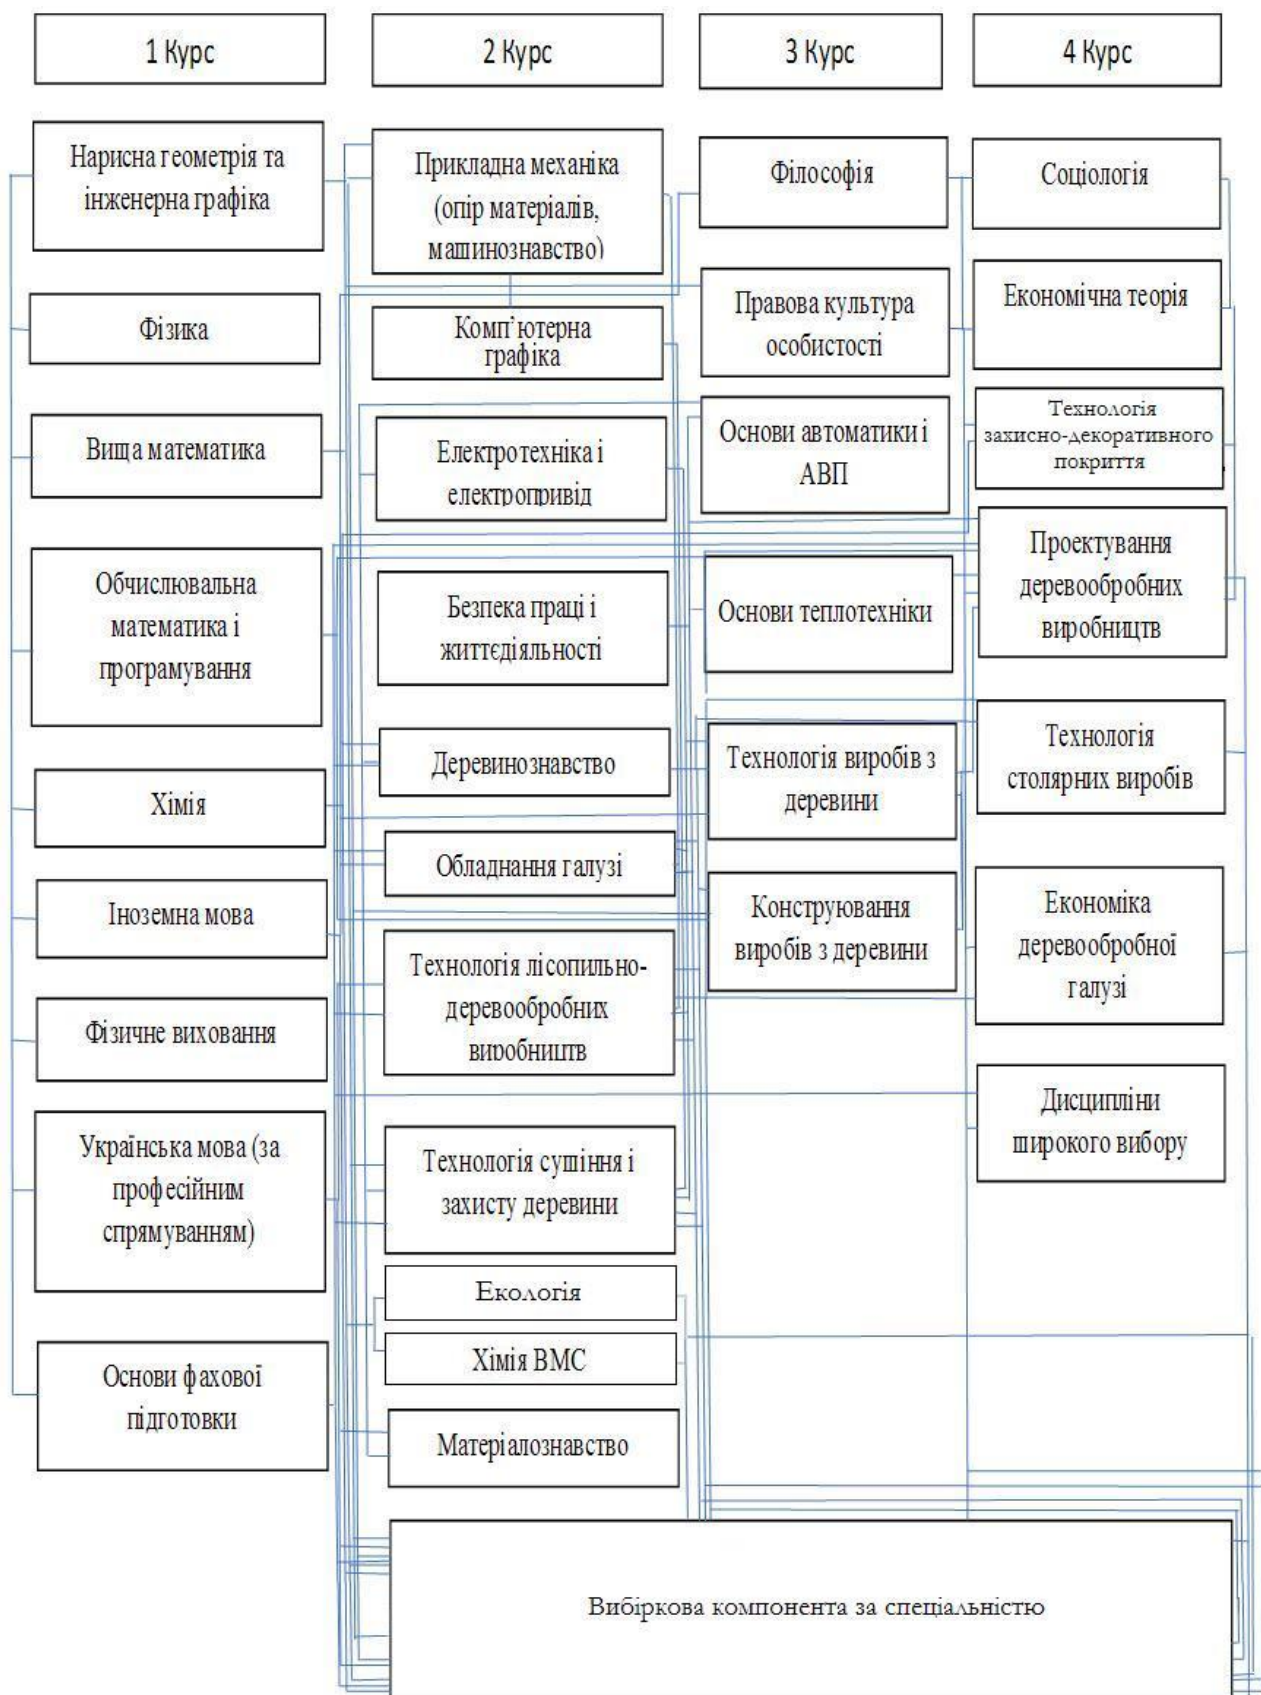 1 Курс
2 Курс
3 Курс
4 Курс
Нарисна геометрія та
інженерна графіка
Фізика
Вища математика
Обчислювальна
математика і
програмування
Хімія
Іноземна мова
Фізичне виховання
Українська мова (за
професійним
спрямуванням)
Основи фахової
підготовки
Прикладна механіка
(опір матеріалів,
машинознавство)
Комп’ютерна
графіка
Електротехніка і
електропривід
Безпека праці і
життєдіяльності
Деревинознавство
Обладнання галузі
Технологія лісопильно-
деревообробних
виробництв
Технологія сушіння і
захисту деревини
Екологія
Хімія ВМС
Матеріалознавство
Філософія
Правова культура
особистості
Основи автоматики і
АВП
Основи теплотехніки
Технологія виробів з
деревини
Конструювання
виробів з деревини
Соціологія
Економічна теорія
Технологія
захисно-декоративного
покриття
Проектування
деревообробних
виробництв
Технологія
столярних виробів
Економіка
деревообробної
галузі
Дисципліни
широкого вибору
Вибіркова компонента за спеціальністю